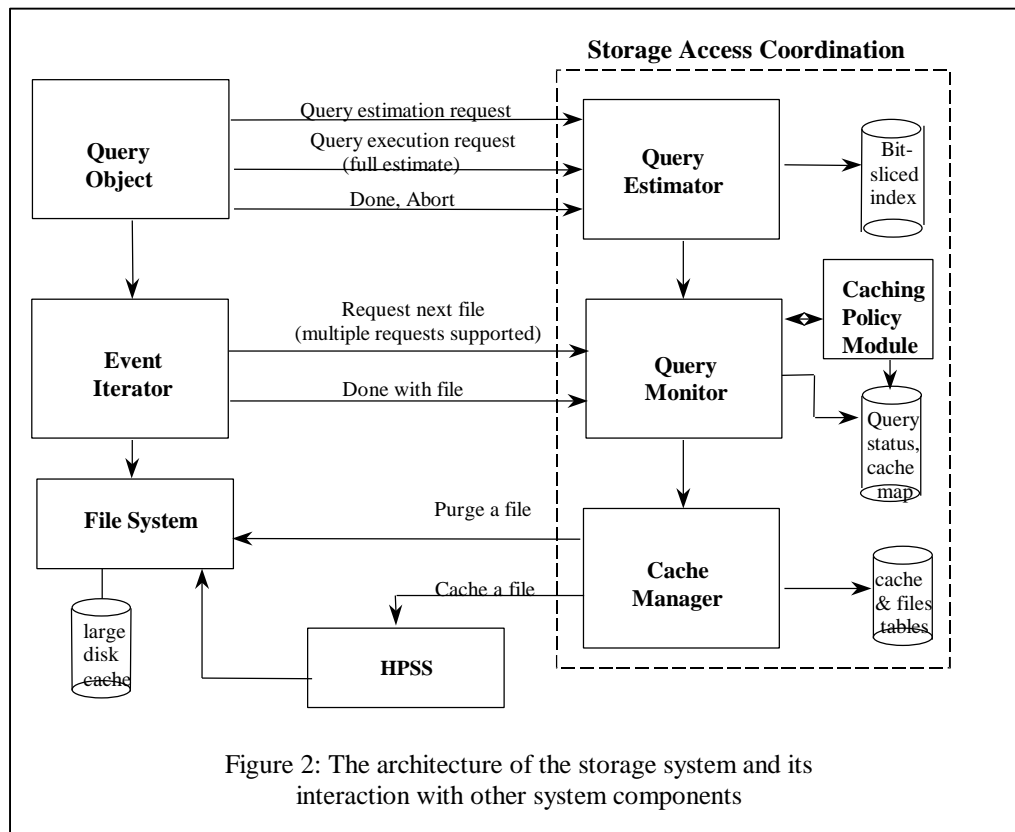 Storage Access Coordination
Query estimation request
Query execution request
(full estimate)
Done, Abort
Query
Object
Query
Estimator
Bit-
sliced
index
Request next file
(multiple requests supported)
Done with file
Event
Iterator
Query
Monitor
Caching
Policy
Module
Query
status,
cache
map
File System
Purge a file
Cache a file
Cache
Manager
cache
& files
tables
large
disk
cache
HPSS
Figure 2: The architecture of the storage system and its
interaction with other system components